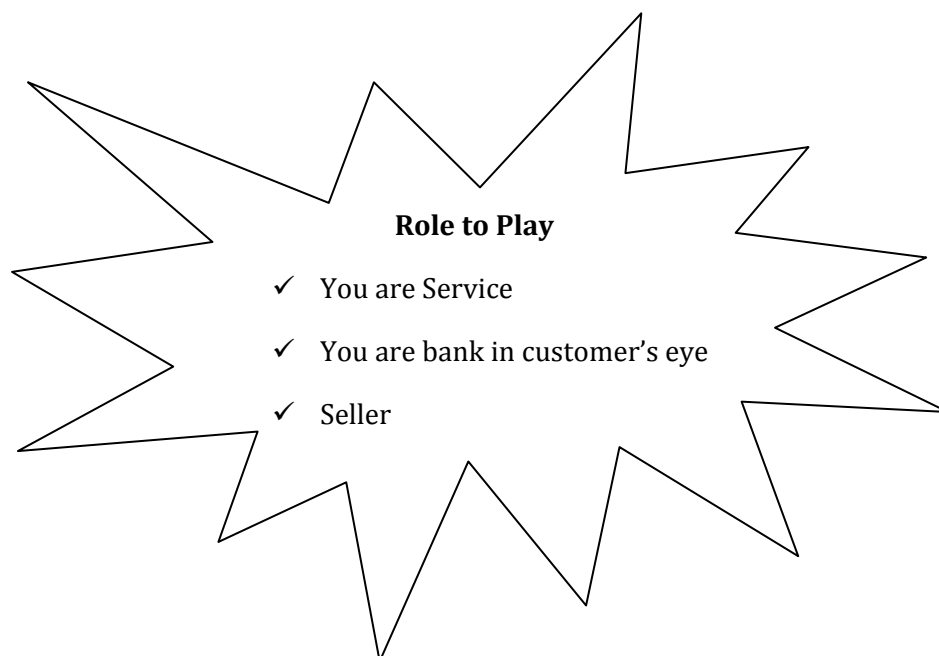 Role to Play
✓ You are Service
✓ You are bank in customer’s eye
✓ Seller